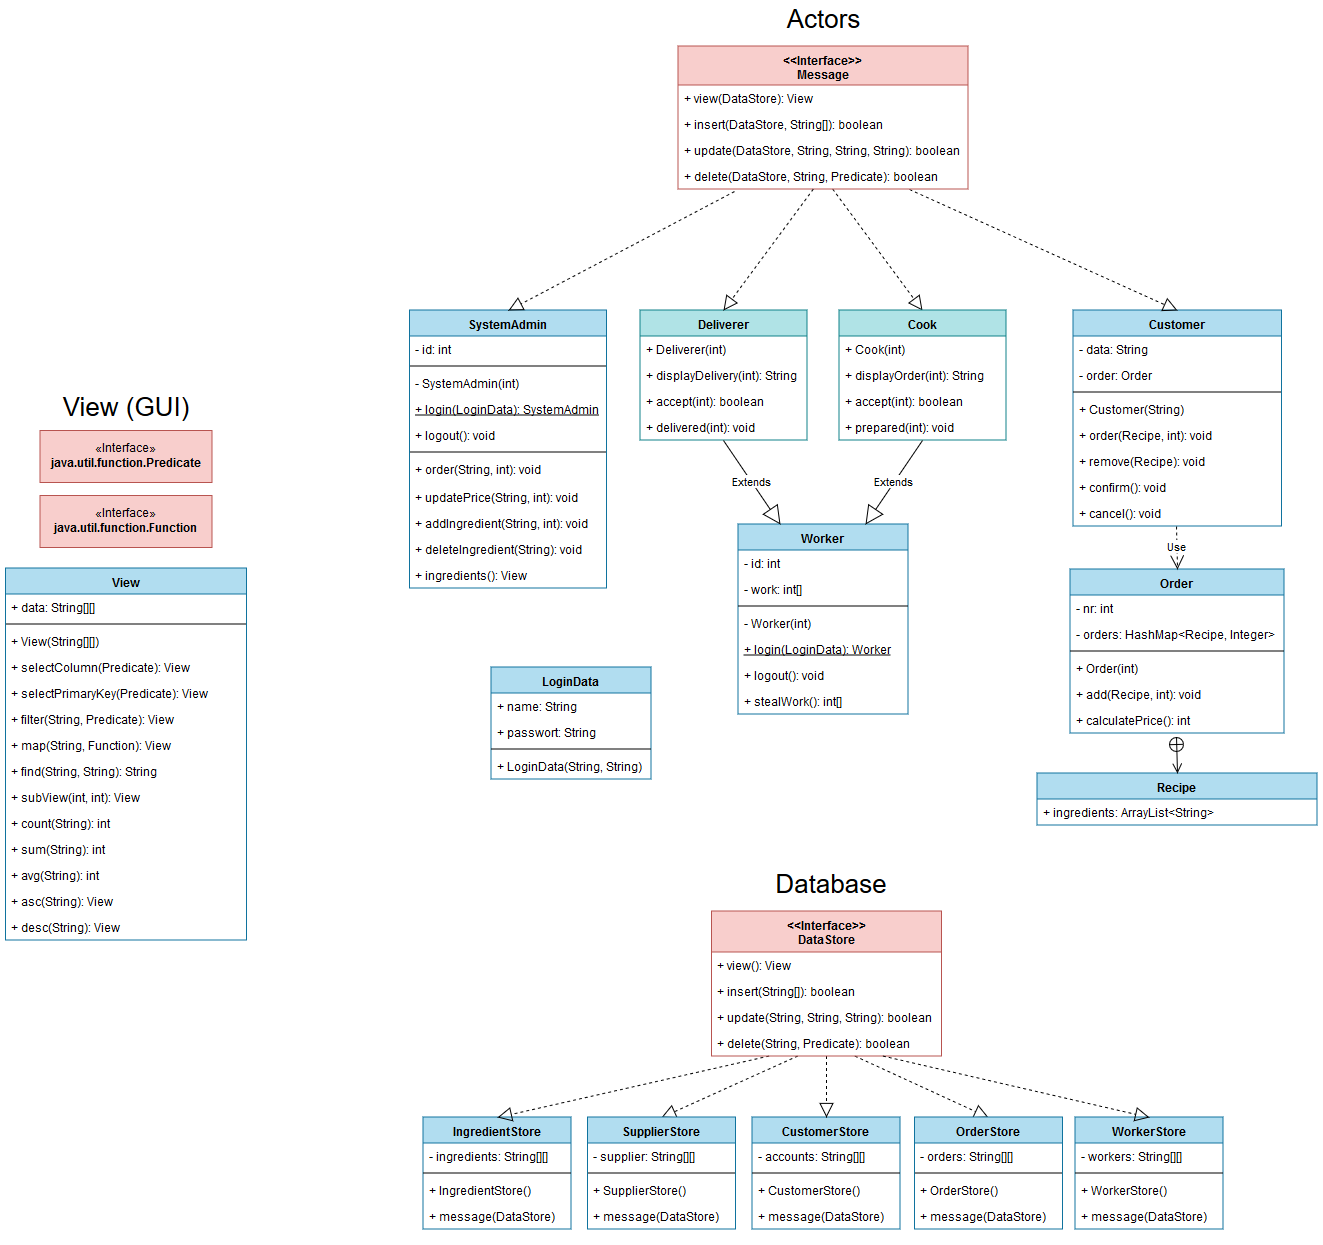 Actors
<<Interface>>
Message
+ view(DataStore): View
+ insert(DataStore, String[]): boolean
+ update(DataStore, String, String, String): boolean
+ delete(DataStore, String, Predicate): boolean
SystemAdmin
- id: int
- SystemAdmin(int)
+ login(LoginData): SystemAdmin
+ logout(): void
+ order(String, int): void
+ updatePrice(String, int): void
+ addIngredient(String, int): void
+ deleteIngredient(String): void
+ ingredients(): View
Deliverer
+ Deliverer(int)
+ displayDelivery(int): String
+ accept(int): boolean
+ delivered(int): void
Cook
+ Cook(int)
+ displayOrder(int): String
+ accept(int): boolean
+ prepared(int): void
Customer
- data: String
- order: Order
+ Customer(String)
+ order(Recipe, int): void
+ remove(Recipe): void
+ confirm(): void
+ cancel(): void
Extends
Extends
Use
Worker
- id: int
- work: int[]
- Worker(int)
+ login(LoginData): Worker
+ logout(): void
+ stealWork(): int[]
Order
- nr: int
- orders: HashMap<Recipe, Integer>
+ Order(int)
+ add(Recipe, int): void
+ calculatePrice(): int
Recipe
+ ingredients: ArrayList<String>
LoginData
+ name: String
+ passwort: String
+ LoginData(String, String)
View (GUI)
«Interface»
java.util.function.Predicate
«Interface»
java.util.function.Function
View
+ data: String[][]
+ View(String[][])
+ selectColumn(Predicate): View
+ selectPrimaryKey(Predicate): View
+ filter(String, Predicate): View
+ map(String, Function): View
+ find(String, String): String
+ subView(int, int): View
+ count(String): int
+ sum(String): int
+ avg(String): int
+ asc(String): View
+ desc(String): View
Database
<<Interface>>
DataStore
+ view(): View
+ insert(String[]): boolean
+ update(String, String, String): boolean
+ delete(String, Predicate): boolean
IngredientStore
- ingredients: String[][]
+ IngredientStore()
+ message(DataStore)
SupplierStore
- supplier: String[][]
+ SupplierStore()
+ message(DataStore)
CustomerStore
- accounts: String[][]
+ CustomerStore()
+ message(DataStore)
OrderStore
- orders: String[][]
+ OrderStore()
+ message(DataStore)
WorkerStore
- workers: String[][]
+ WorkerStore()
+ message(DataStore)